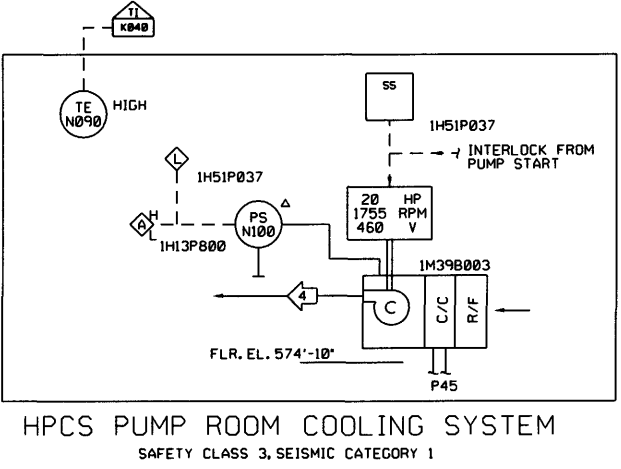 TI
K040
TE
N090
HIGH
SS
1H51P037
INTERLOCK FROM
PUMP START
L
1H51P037
20 HP
1755 RPM
460 V
PS
N100
A
H
L
1H13P800
1M39B003
4
C
C/C
R/F
FLR. EL. 574'-10"
P45
HPCS PUMP ROOM COOLING SYSTEM
SAFETY CLASS 3, SEISMIC CATEGORY 1